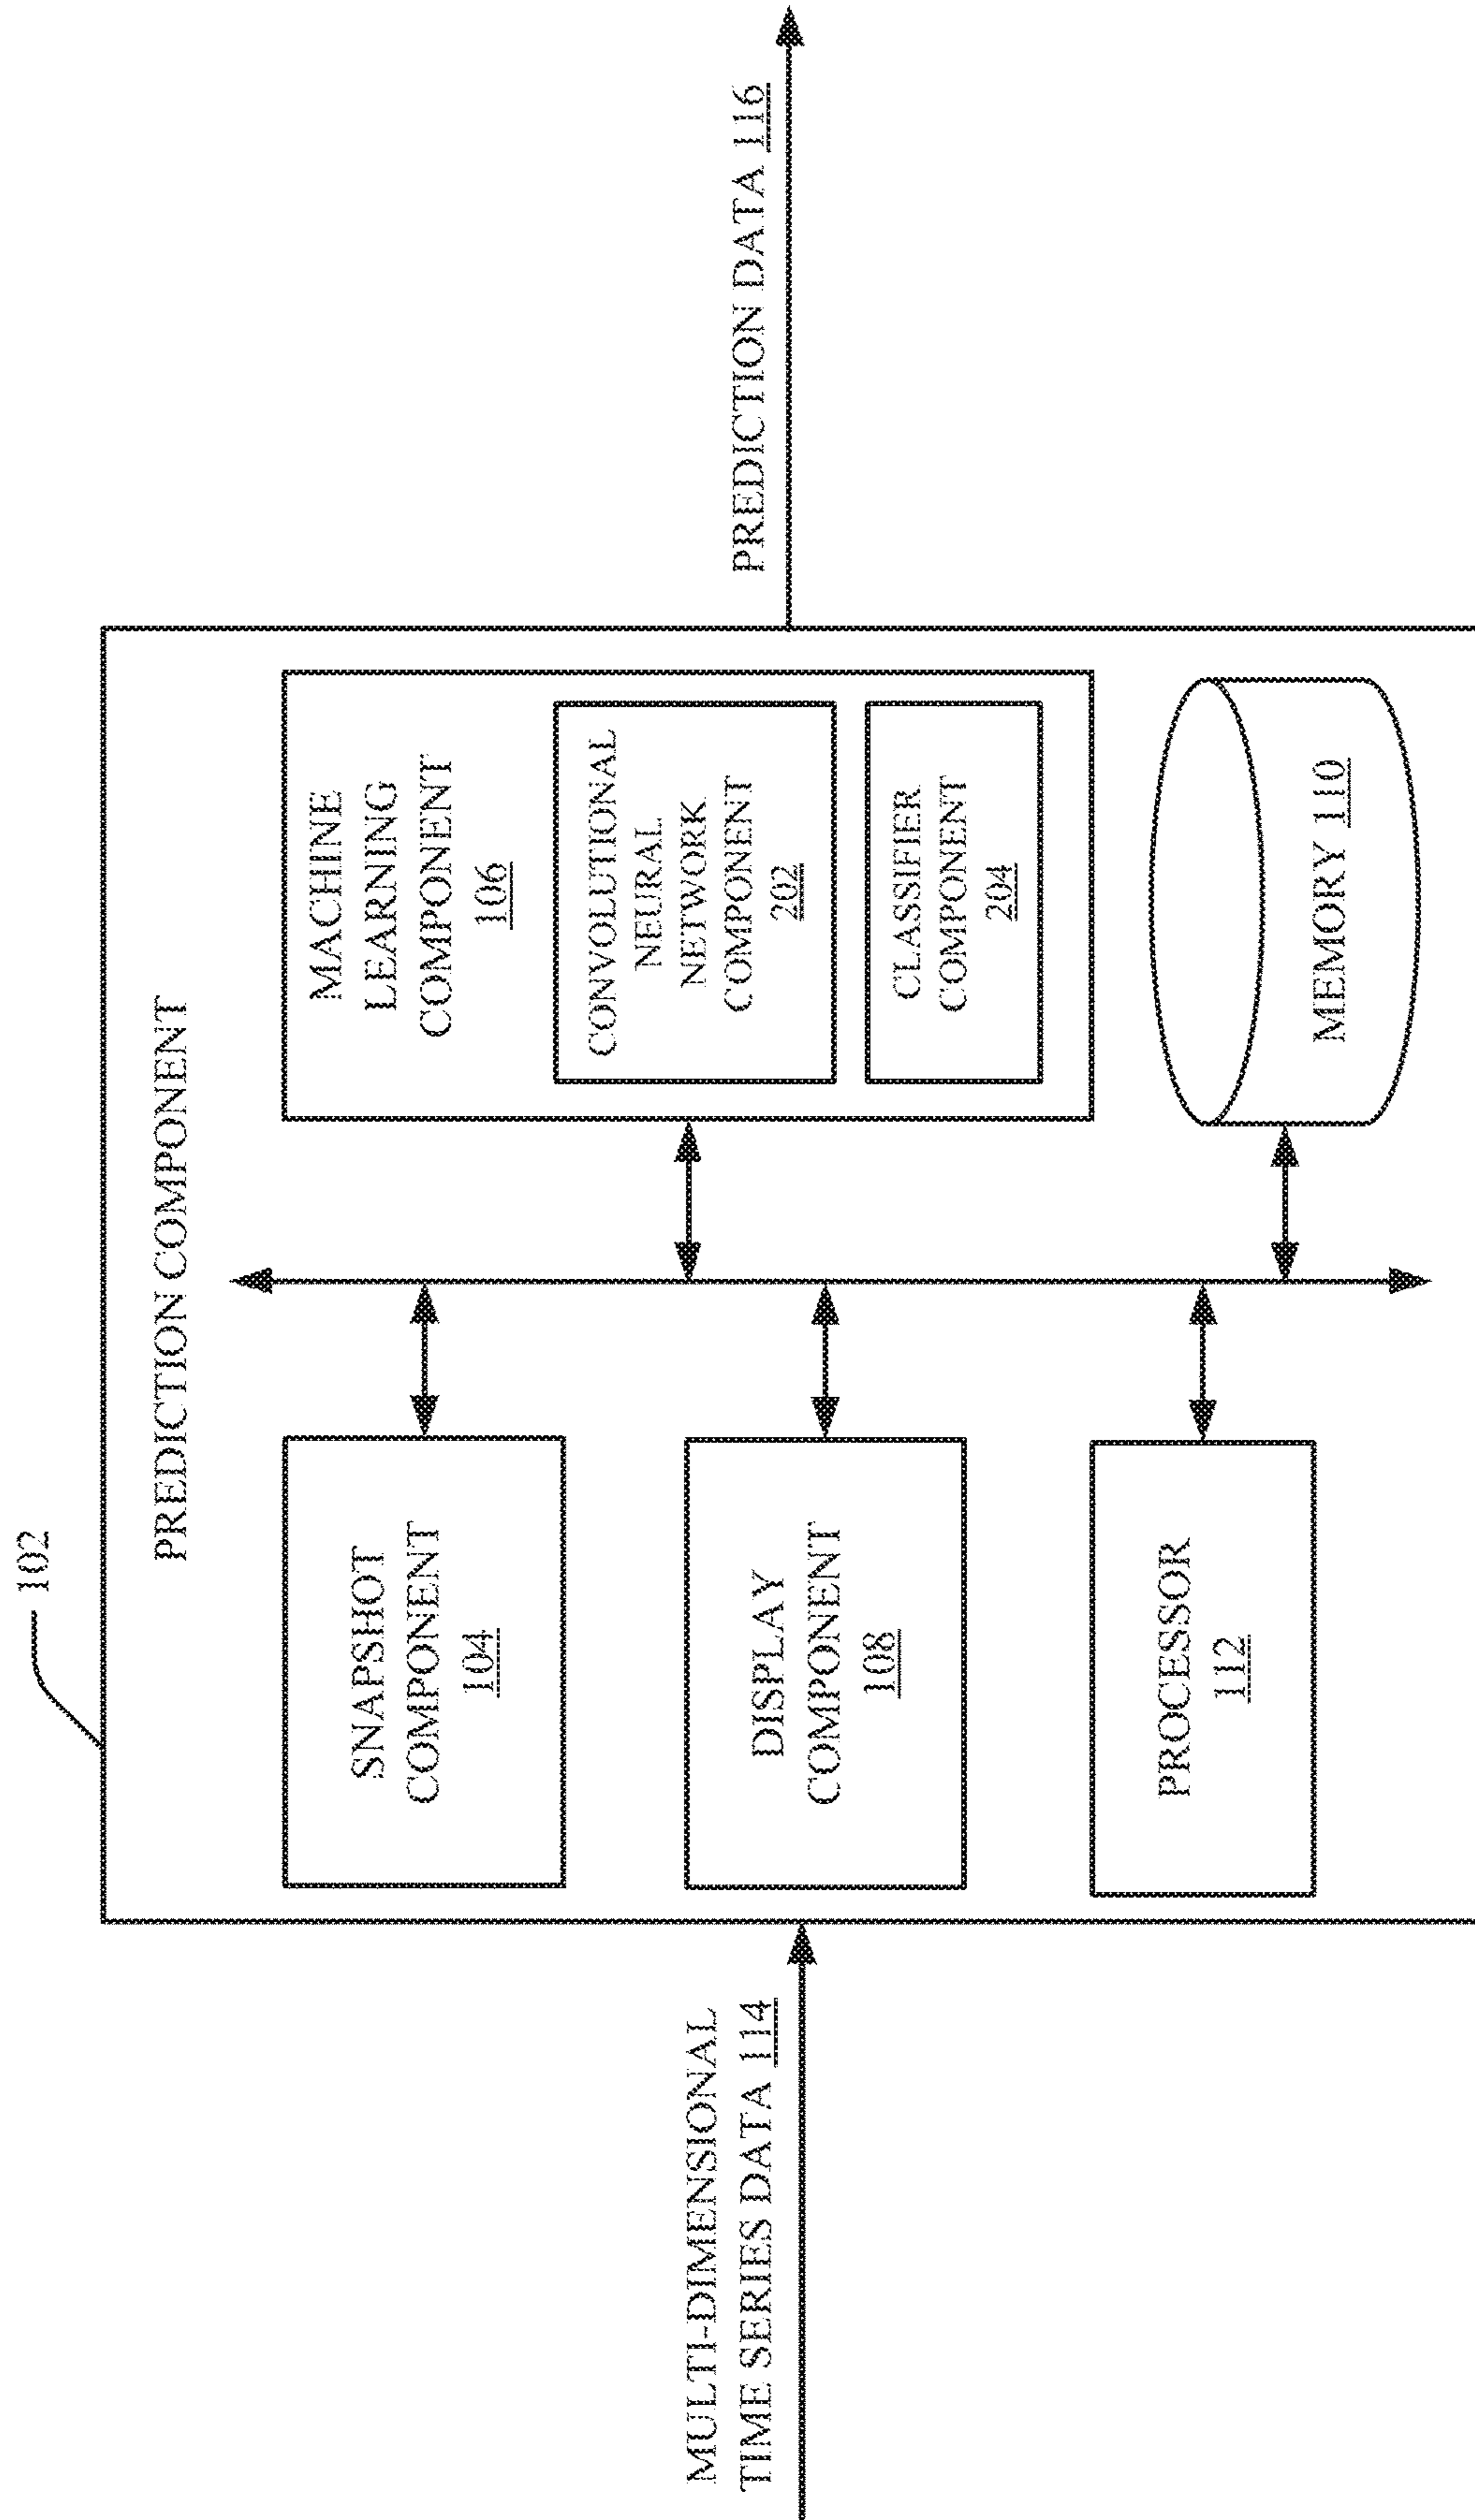 102
PREDICTION COMPONENT
MULTI-DIMENSIONAL
TIME SERIES DATA 114
SNAPSHOT
COMPONENT
104
DISPLAY
COMPONENT
108
PROCESSOR
112
MACHINE
LEARNING
COMPONENT
106
CONVOLUTIONAL
NEURAL
NETWORK
COMPONENT
202
CLASSIFIER
COMPONENT
204
MEMORY 110
PREDICTION DATA 116